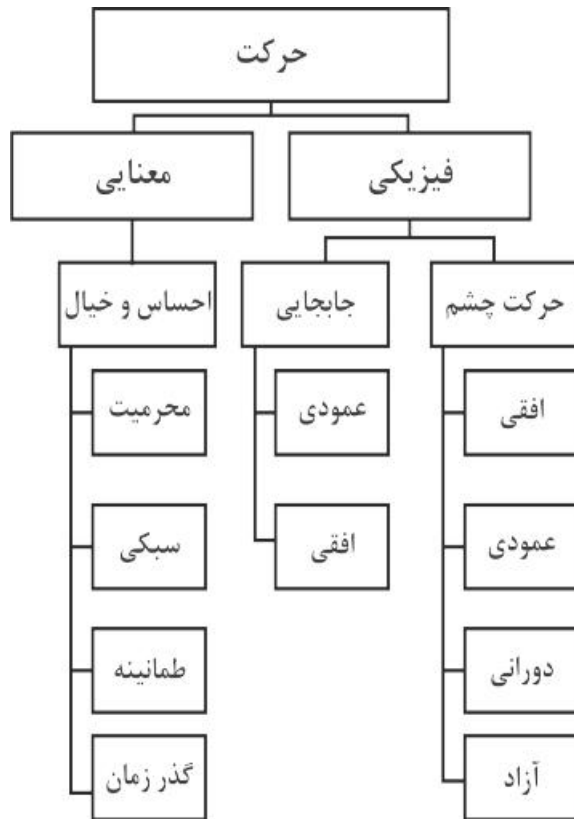 حرکت
فیزیکی
معنایی
حرکت چشم
جابجایی
احساس و خیال
افقی
عمودی
محرمیت
عمودی
افقی
سبکی
دورانی
طمانینه
آزاد
گذر زمان